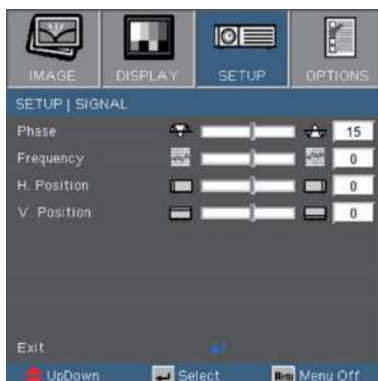 IMAGE DISPLAY SETUP OPTIONS
SETUP | SIGNAL
Phase 15
Frequency 0
H. Position 0
V. Position 0
Exit
UpDown Select Menu Menu Off